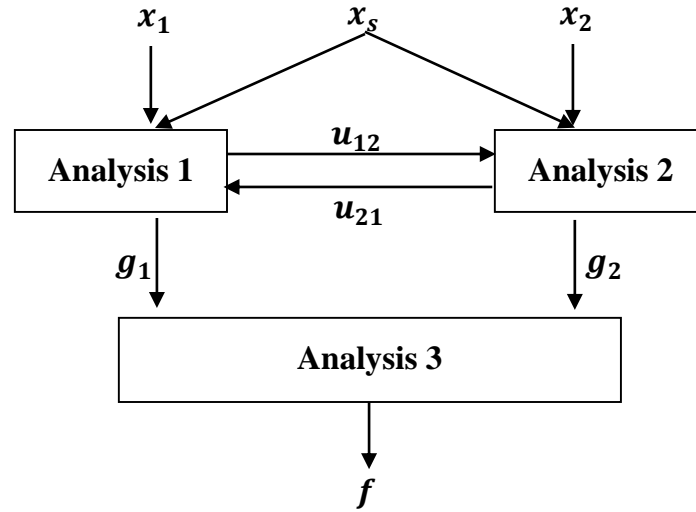 x₁ xₛ x₂
Analysis 1 u₁₂ Analysis 2
u₂₁
g₁ g₂
Analysis 3
f